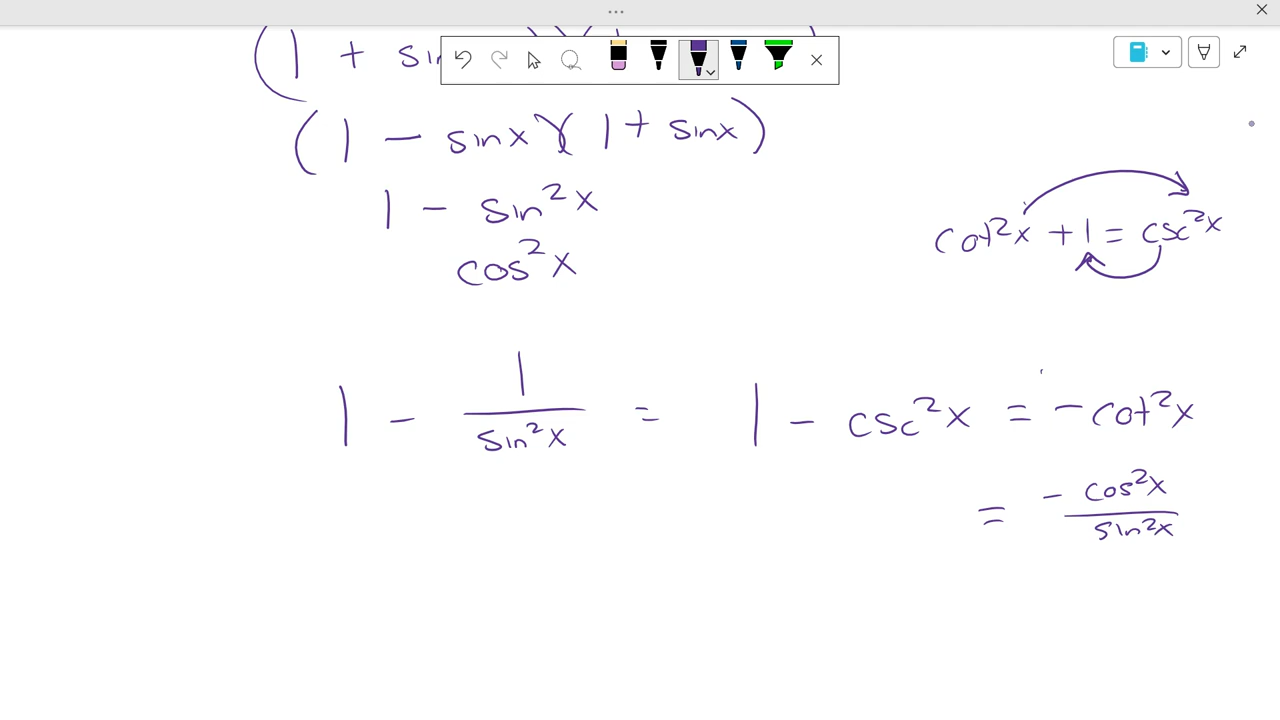 (1 + sin
(1 - sinx)(1 + sinx)
1 - sin²x
cos²x
cot²x + 1 = csc²x
1 - 1/sin²x = 1 - csc²x = -cot²x
= -cos²x/sin²x